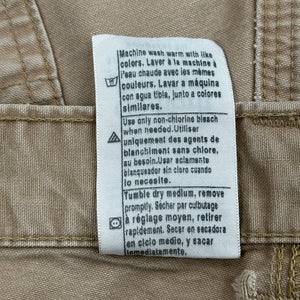 Machine wash warm with like
colors. Laver à la machine à
l'eau chaude avec les mèmes
couleurs. Lavar a máquina
con agua tibia, junto a colores
similares.
Use only non-chlorine bleach
when needed. Utiliser
uniquement des agents de
blanchiment sans chlore,
au besoin. Usar solamente
blanqueador sin cloro cuando
lo necesite.
Tumble dry medium, remove
promptly. Sécher par culbutage
à réglage moyen, retirer
rapidement. Secar en secadora
en ciclo medio, y sacar
inmediatamente.